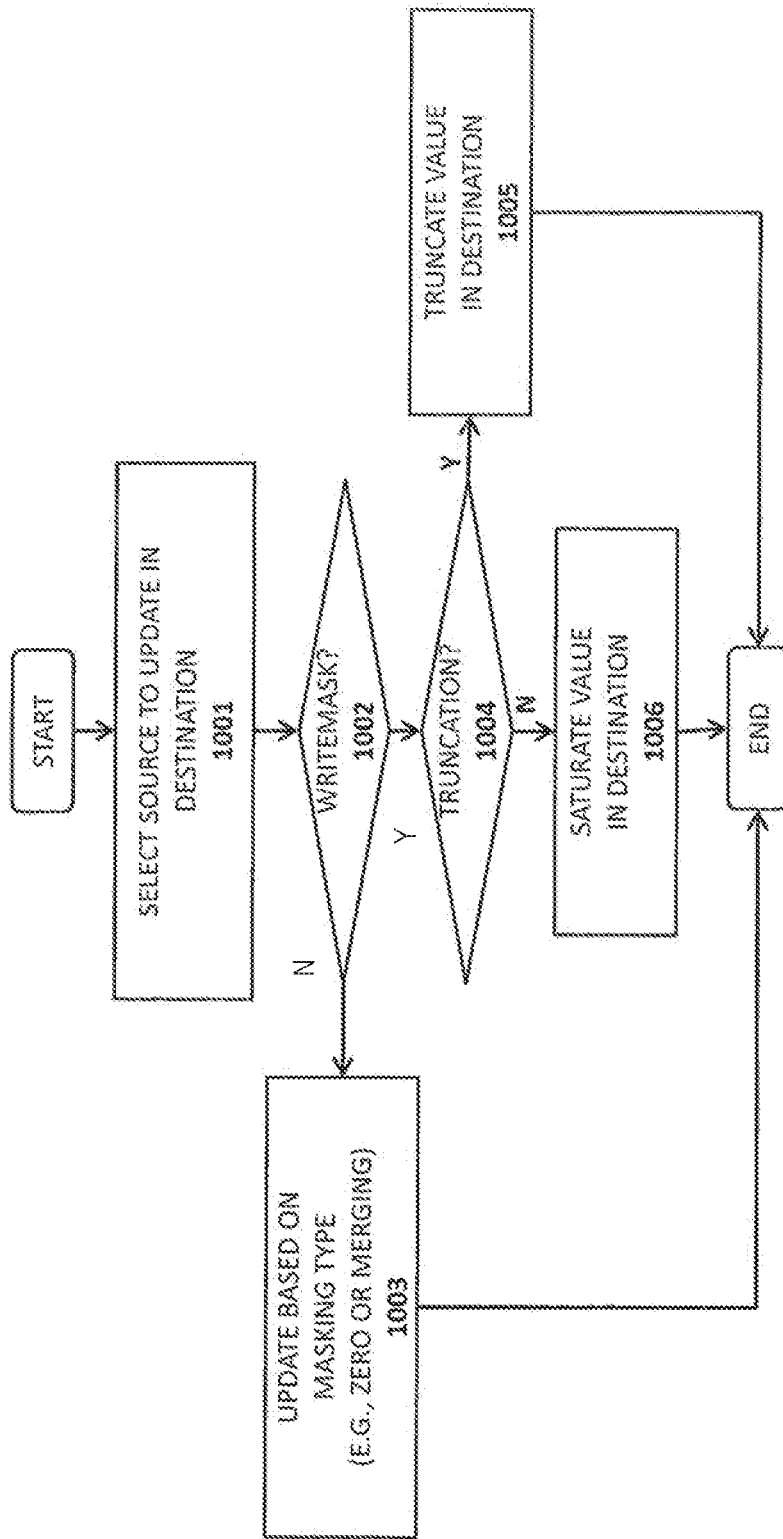 START
SELECT SOURCE TO UPDATE IN
DESTINATION
1001
WRITEMASK?
1002
N
Y
UPDATE BASED ON
MASKING TYPE
(E.G., ZERO OR MERGING)
1003
TRUNCATION?
1004
Y
N
TRUNCATE VALUE
IN DESTINATION
1005
SATURATE VALUE
IN DESTINATION
1006
END